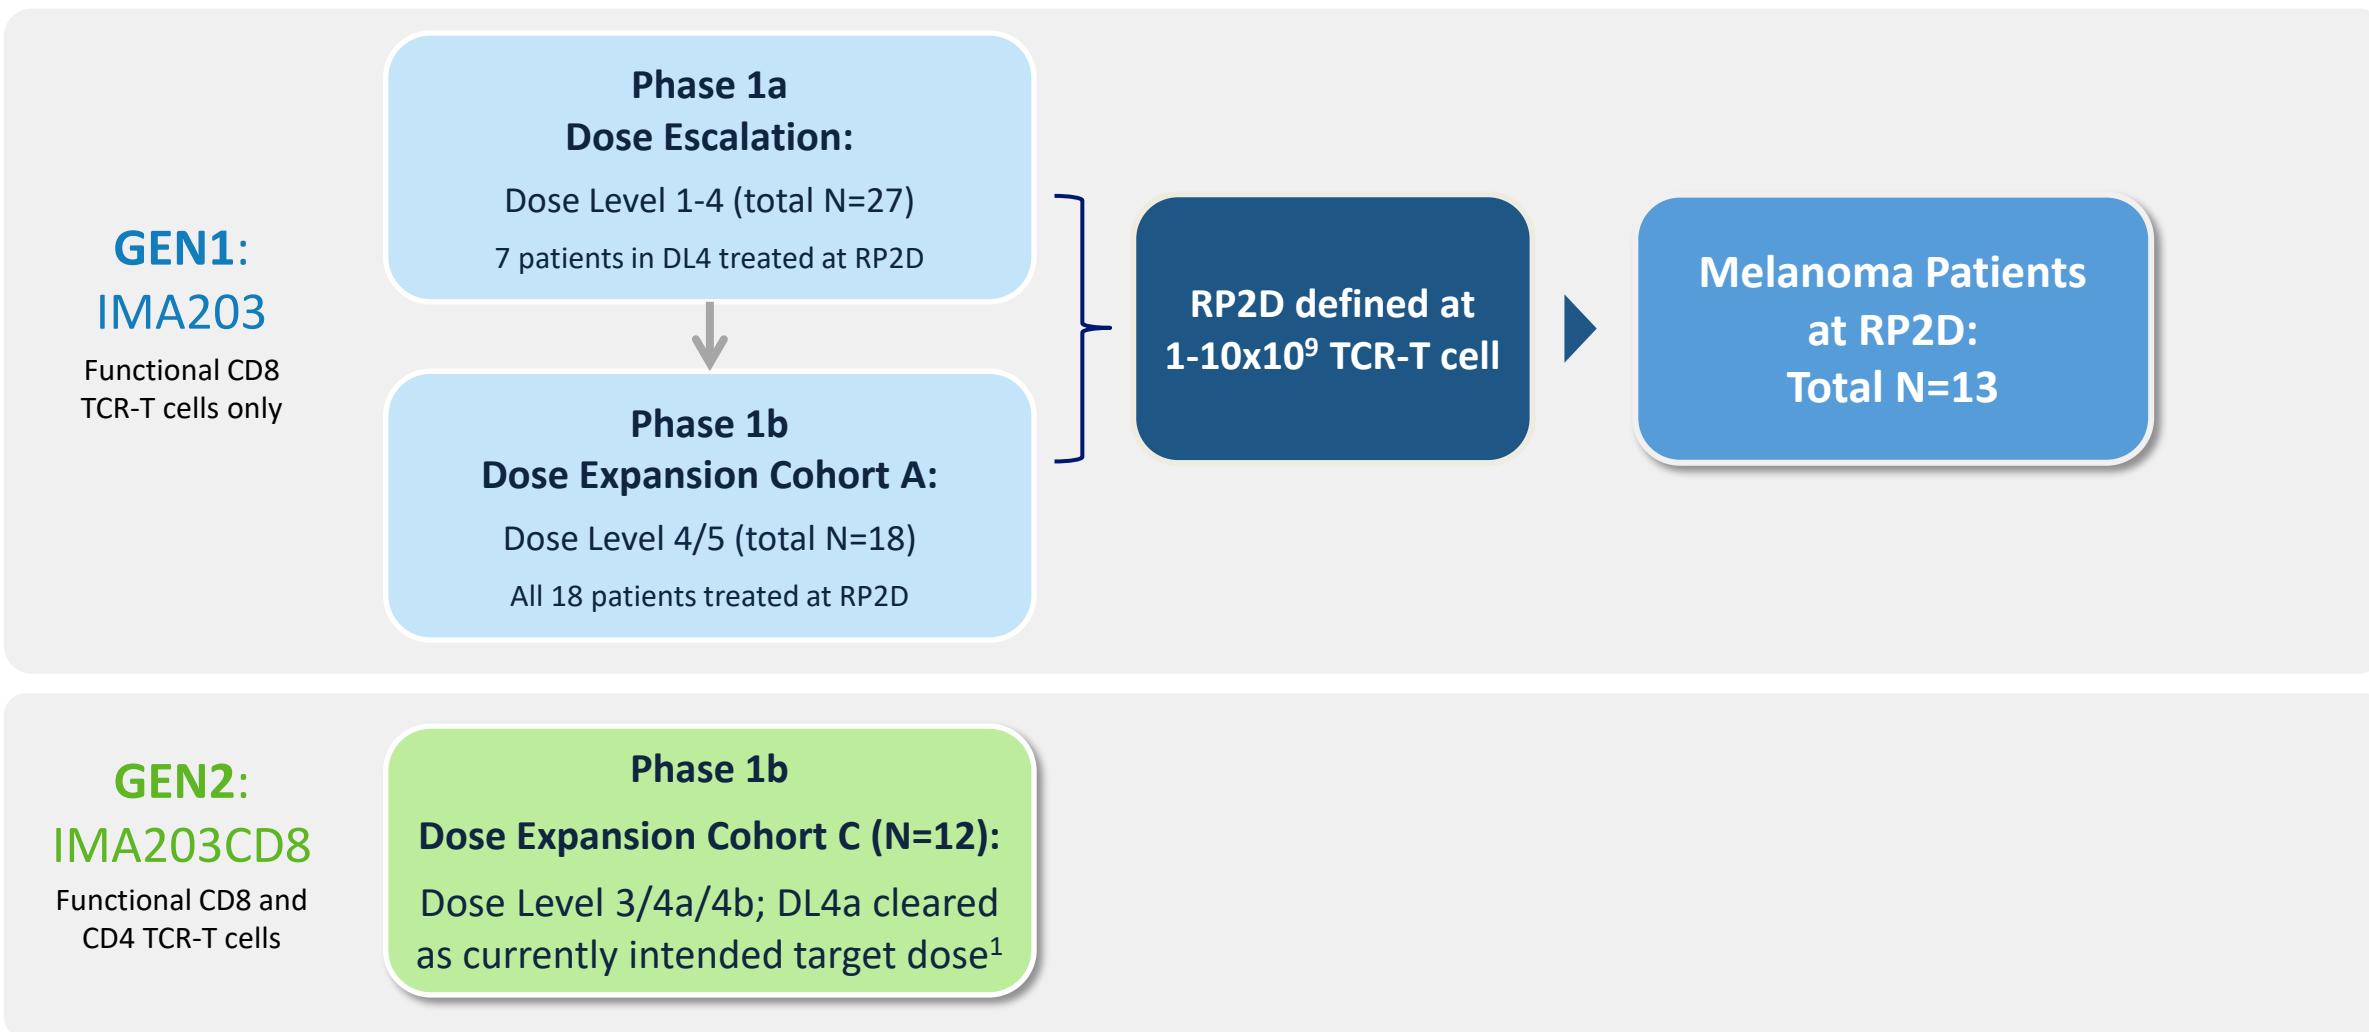 GEN1:
IMA203
Functional CD8
TCR-T cells only
Phase 1a
Dose Escalation:
Dose Level 1-4 (total N=27)
7 patients in DL4 treated at RP2D
Phase 1b
Dose Expansion Cohort A:
Dose Level 4/5 (total N=18)
All 18 patients treated at RP2D
RP2D defined at
1-10x10⁹ TCR-T cell
Melanoma Patients
at RP2D:
Total N=13
GEN2:
IMA203CD8
Functional CD8 and
CD4 TCR-T cells
Phase 1b
Dose Expansion Cohort C (N=12):
Dose Level 3/4a/4b; DL4a cleared
as currently intended target dose¹